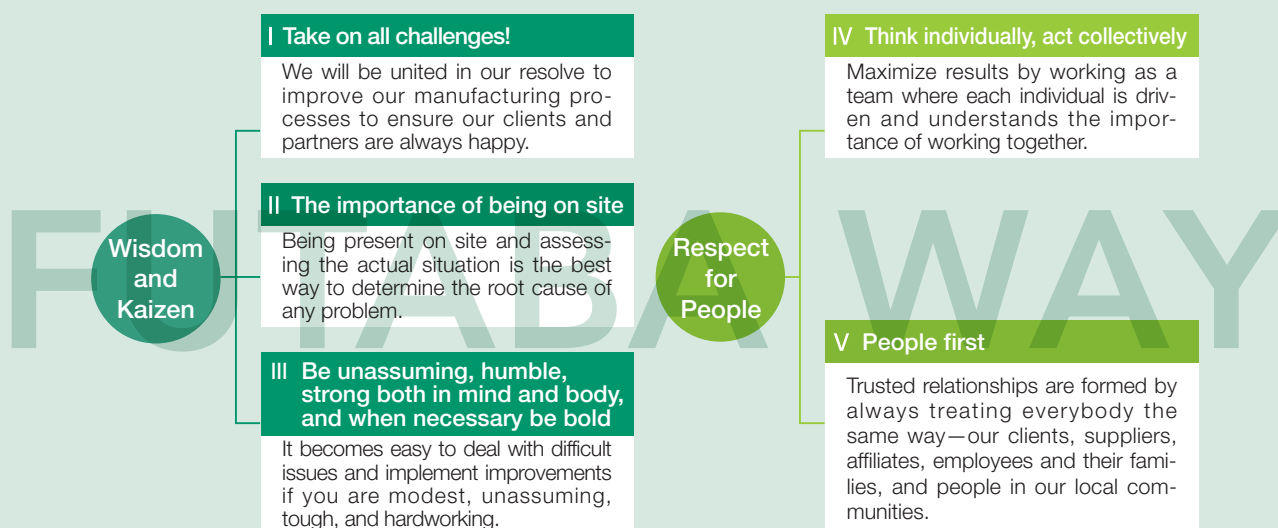 FUTABA WAY
Wisdom
and
Kaizen
I Take on all challenges!
We will be united in our resolve to
improve our manufacturing pro-
cesses to ensure our clients and
partners are always happy.
II The importance of being on site
Being present on site and assess-
ing the actual situation is the best
way to determine the root cause of
any problem.
III Be unassuming, humble,
strong both in mind and body,
and when necessary be bold
It becomes easy to deal with difficult
issues and implement improvements
if you are modest, unassuming,
tough, and hardworking.
Respect
for
People
IV Think individually, act collectively
Maximize results by working as a
team where each individual is driv-
en and understands the impor-
tance of working together.
V People first
Trusted relationships are formed by
always treating everybody the
same way—our clients, suppliers,
affiliates, employees and their fami-
lies, and people in our local com-
munities.